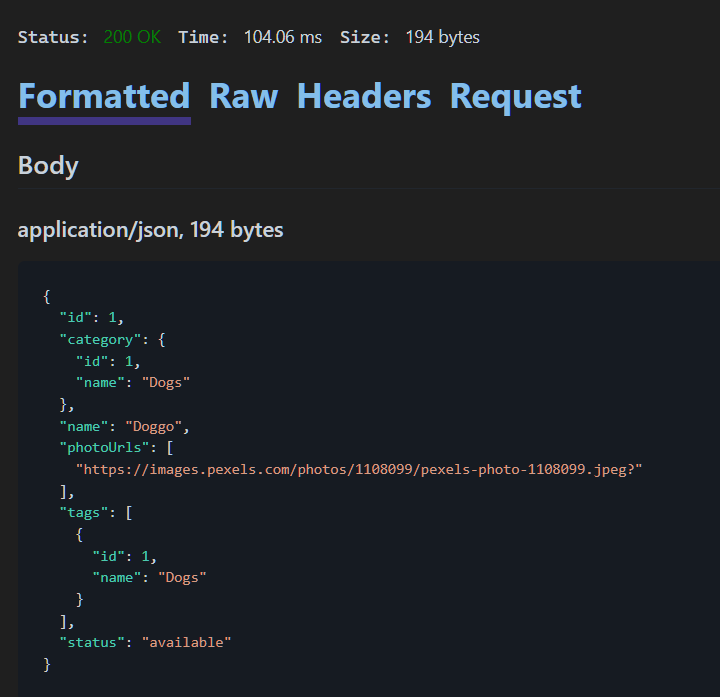 Status: 200 OK Time: 104.06 ms Size: 194 bytes
Formatted Raw Headers Request
Body
application/json, 194 bytes
{
  "id": 1,
  "category": {
    "id": 1,
    "name": "Dogs"
  },
  "name": "Doggo",
  "photoUrls": [
    "https://images.pexels.com/photos/1108099/pexels-photo-1108099.jpeg?"
  ],
  "tags": [
    {
      "id": 1,
      "name": "Dogs"
    }
  ],
  "status": "available"
}